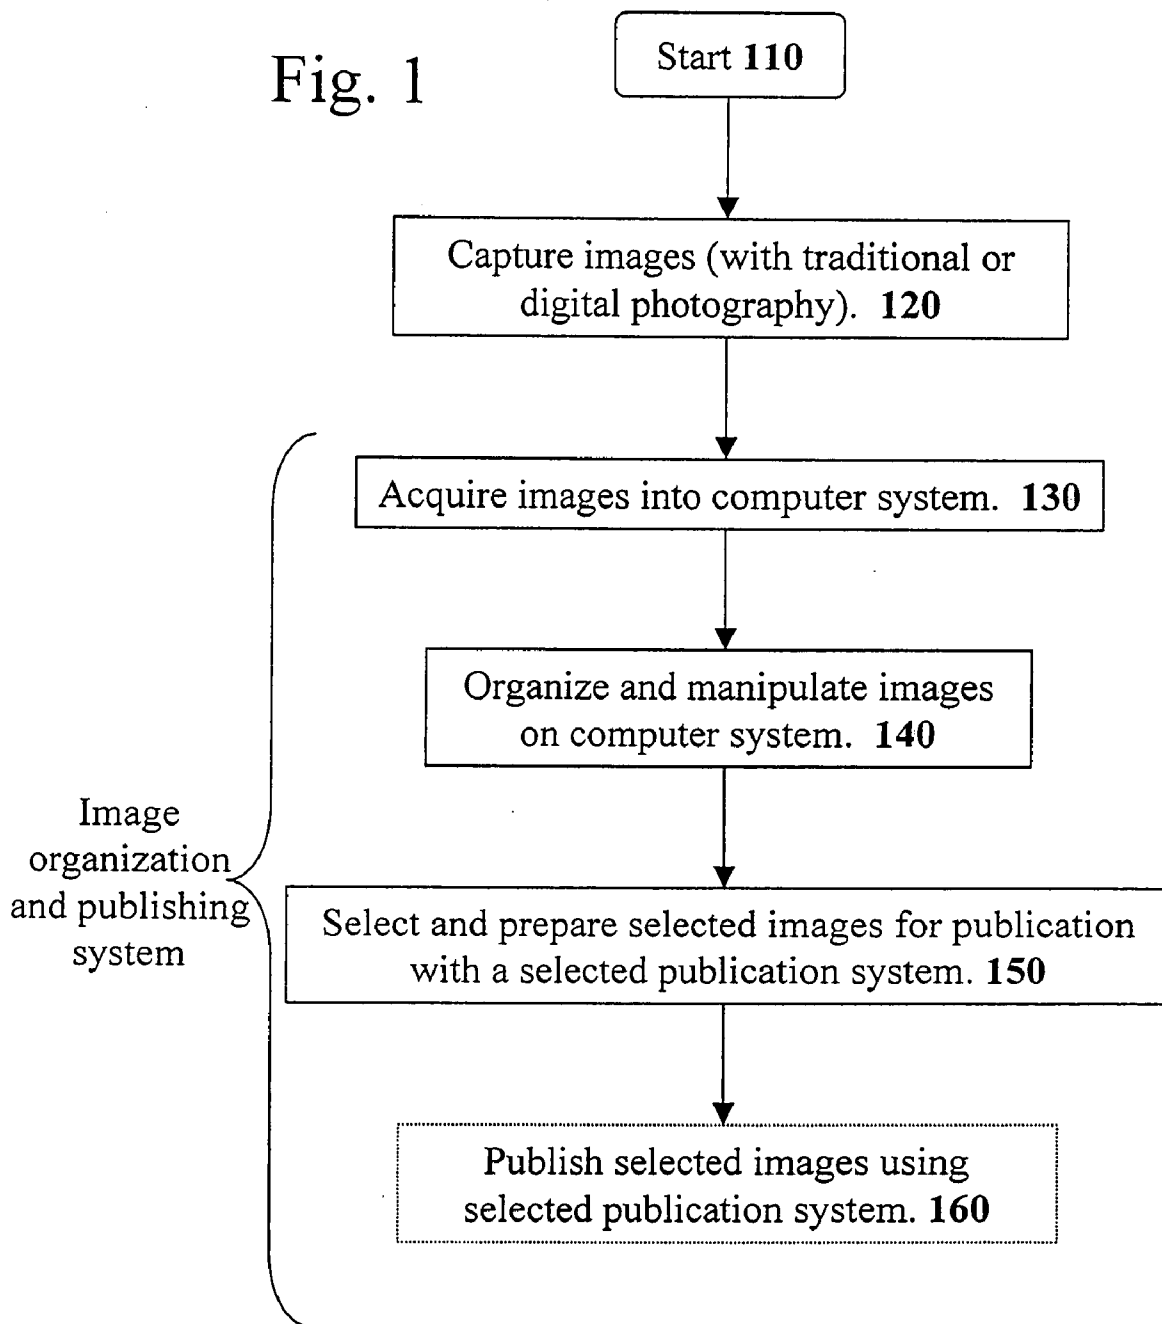 Fig. 1
Start 110
Capture images (with traditional or
digital photography). 120
Acquire images into computer system. 130
Organize and manipulate images
on computer system. 140
Image
organization
and publishing
system
Select and prepare selected images for publication
with a selected publication system. 150
Publish selected images using
selected publication system. 160